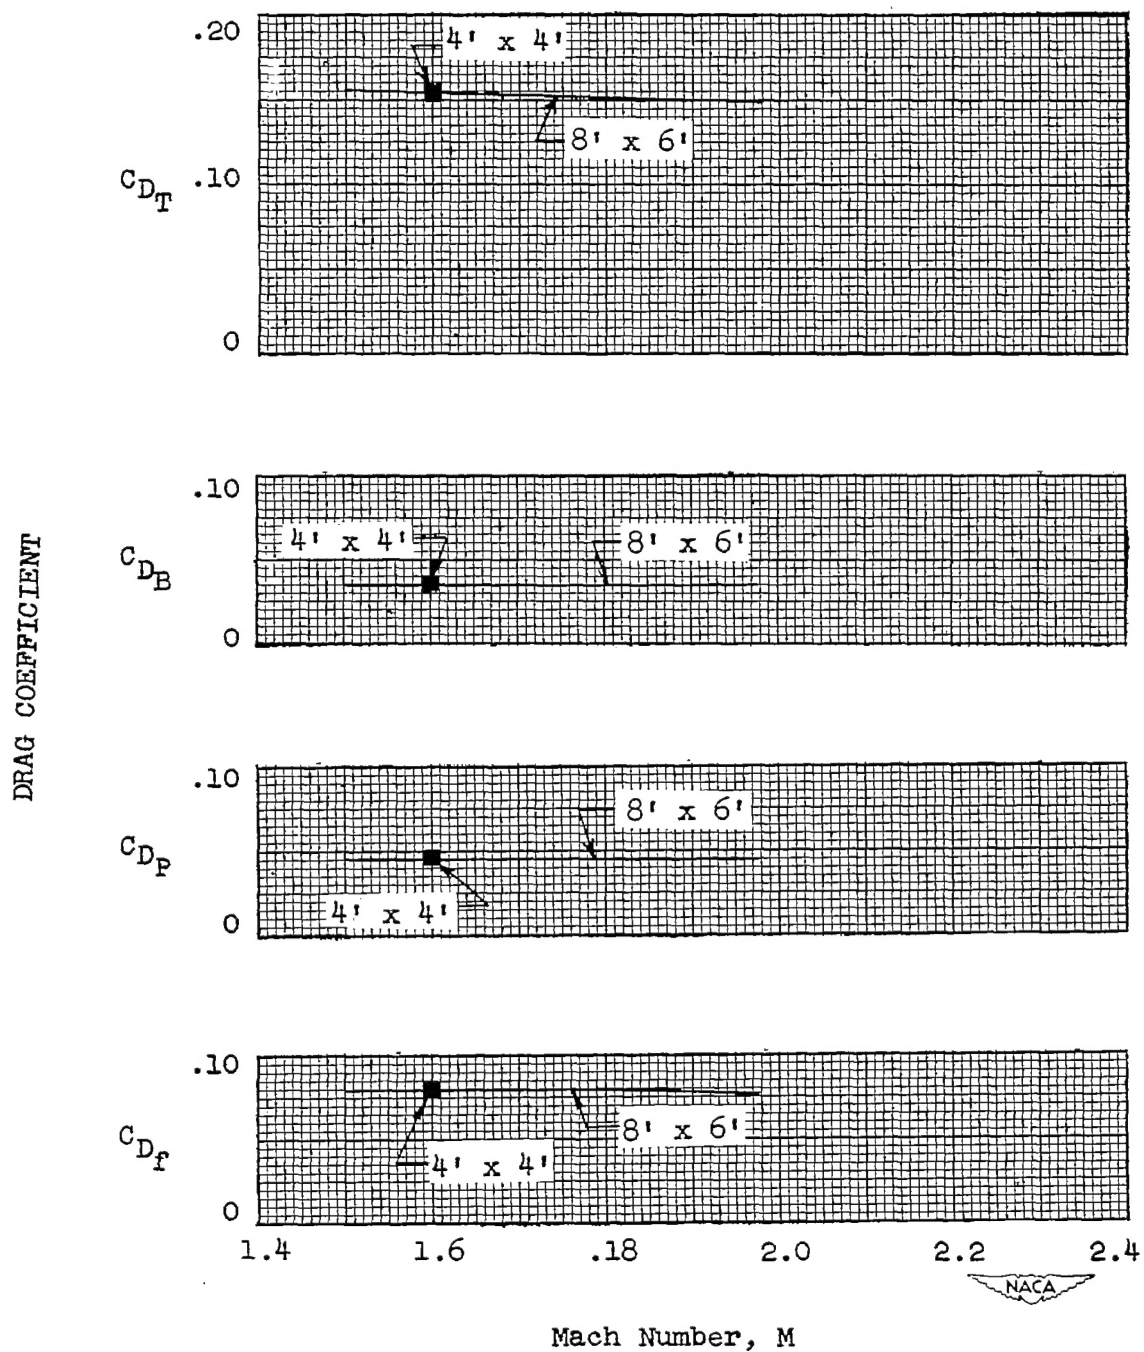 DRAG COEFFICIENT
.20
4' x 4'
8' x 6'
C_D_T
.10
0
.10
4' x 4'
8' x 6'
C_D_B
0
.10
8' x 6'
C_D_P
4' x 4'
0
.10
8' x 6'
C_D_f
4' x 4'
0
1.4 1.6 .18 2.0 2.2 2.4
NACA
Mach Number, M